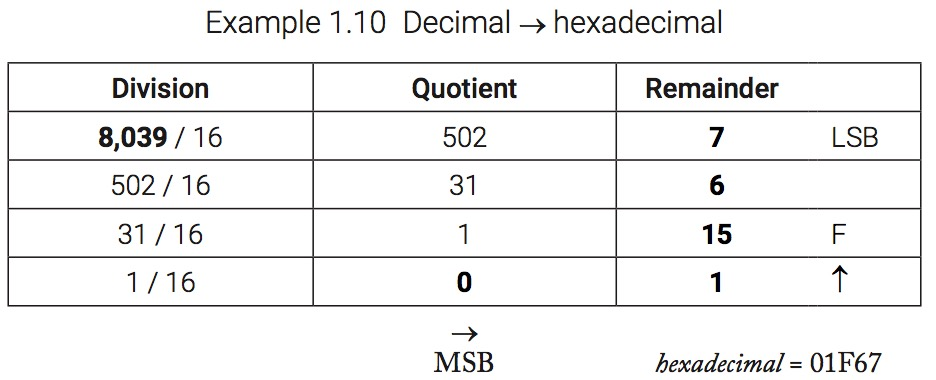 Example 1.10 Decimal → hexadecimal
Division Quotient Remainder
8,039 / 16 502 7 LSB
502 / 16 31 6
31 / 16 1 15 F
1 / 16 0 1 ↑
→
MSB hexadecimal = 01F67